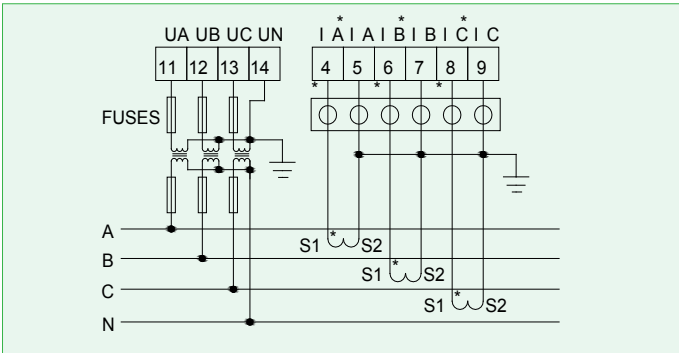 * * *
UA UB UC UN I A I A I B I B I C I C
11 12 13 14 4 5 6 7 8 9
* * *
FUSES
A
* S1 S2
B
* S1 S2
C
* S1 S2
N